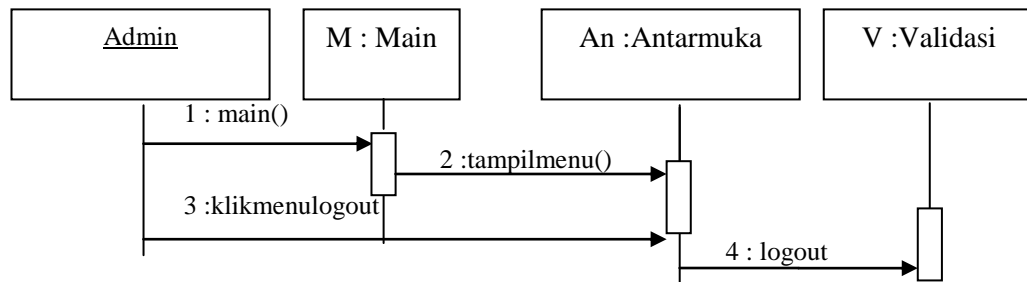 Admin
M : Main
An :Antarmuka
V :Validasi
1 : main()
2 :tampilmenu()
3 :klikmenulogout
4 : logout